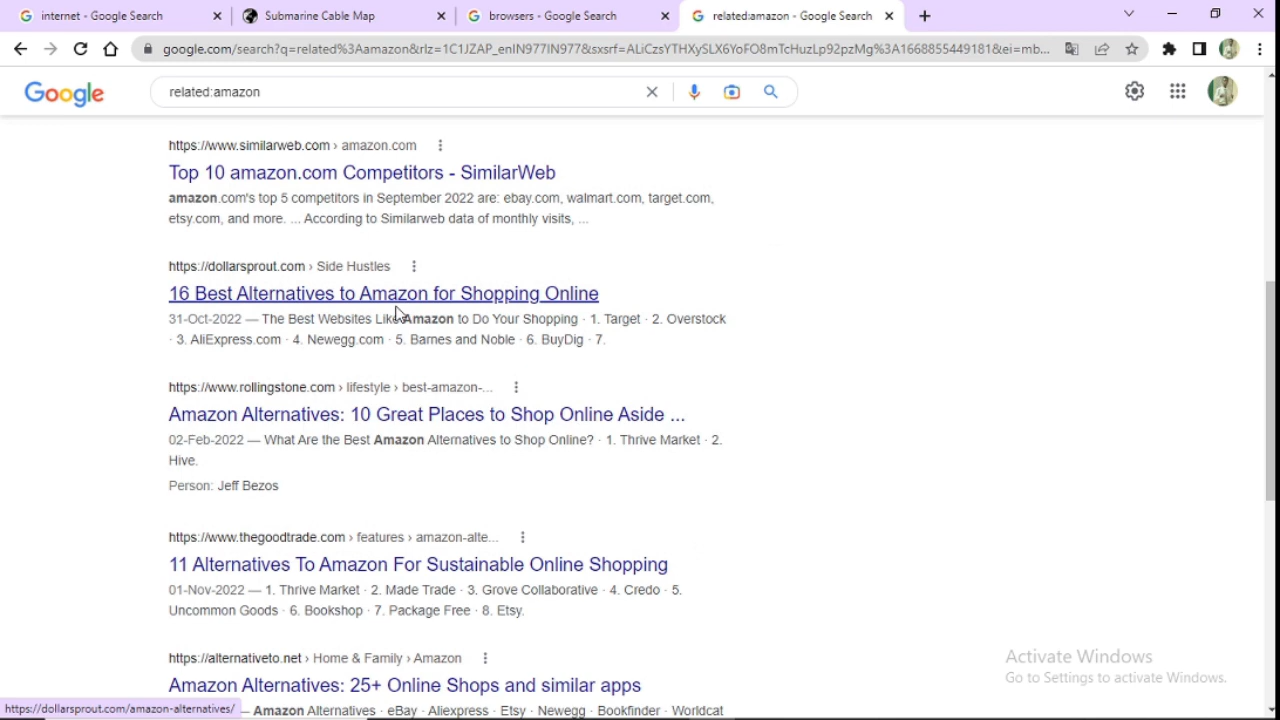 internet - Google Search
Submarine Cable Map
browsers - Google Search
related:amazon - Google Search
google.com/search?q=related%3Aamazon&rlz=1C1JZAP_enIN977IN977&sxsrf=ALiCzsYTHXySLX6YoFO8mTcHuzLp92pzMg%3A1668855449181&ei=mb...
Google
related:amazon
https://www.similarweb.com › amazon.com
Top 10 amazon.com Competitors - SimilarWeb
amazon.com's top 5 competitors in September 2022 are: ebay.com, walmart.com, target.com,
etsy.com, and more. ... According to Similarweb data of monthly visits, ...
https://dollarsprout.com › Side Hustles
16 Best Alternatives to Amazon for Shopping Online
31-Oct-2022 — The Best Websites Like Amazon to Do Your Shopping · 1. Target · 2. Overstock
· 3. AliExpress.com · 4. Newegg.com · 5. Barnes and Noble · 6. BuyDig · 7.
https://www.rollingstone.com › lifestyle › best-amazon-...
Amazon Alternatives: 10 Great Places to Shop Online Aside ...
02-Feb-2022 — What Are the Best Amazon Alternatives to Shop Online? · 1. Thrive Market · 2.
Hive.
Person: Jeff Bezos
https://www.thegoodtrade.com › features › amazon-alte...
11 Alternatives To Amazon For Sustainable Online Shopping
01-Nov-2022 — 1. Thrive Market · 2. Made Trade · 3. Grove Collaborative · 4. Credo · 5.
Uncommon Goods · 6. Bookshop · 7. Package Free · 8. Etsy.
https://alternativeto.net › Home & Family › Amazon
Amazon Alternatives: 25+ Online Shops and similar apps
— Amazon Alternatives · eBay · Aliexpress · Etsy · Newegg · Bookfinder · Worldcat
Activate Windows
Go to Settings to activate Windows.
https://dollarsprout.com/amazon-alternatives/